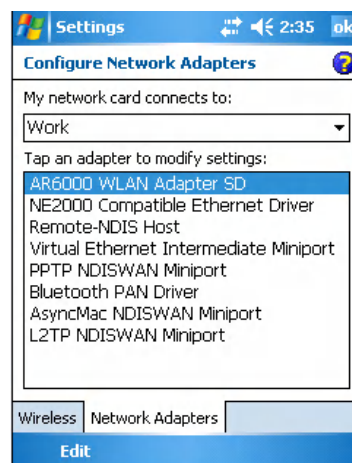 Settings 2:35 ok
Configure Network Adapters ?
My network card connects to:
Work
Tap an adapter to modify settings:
AR6000 WLAN Adapter SD
NE2000 Compatible Ethernet Driver
Remote-NDIS Host
Virtual Ethernet Intermediate Miniport
PPTP NDISWAN Miniport
Bluetooth PAN Driver
AsyncMac NDISWAN Miniport
L2TP NDISWAN Miniport
Wireless Network Adapters
Edit